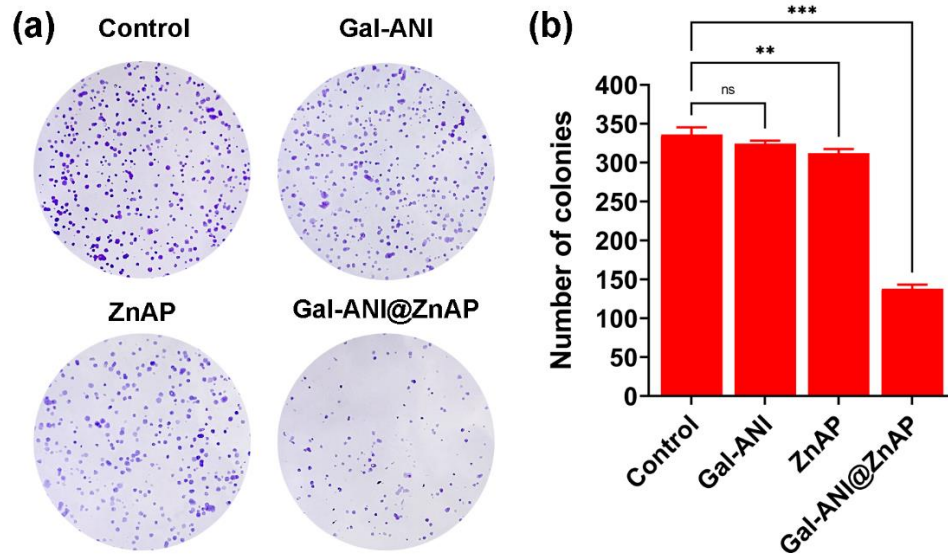 (a)
Control
Gal-ANI
ZnAP
Gal-ANI@ZnAP
(b)
***
**
ns
Number of colonies
400
350
300
250
200
150
100
50
0
Control
Gal-ANI
ZnAP
Gal-ANI@ZnAP